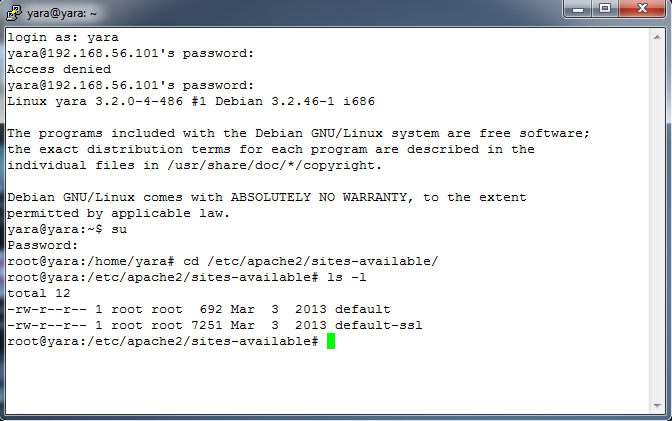 yara@yara: ~
login as: yara
yara@192.168.56.101's password:
Access denied
yara@192.168.56.101's password:
Linux yara 3.2.0-4-486 #1 Debian 3.2.46-1 i686
The programs included with the Debian GNU/Linux system are free software;
the exact distribution terms for each program are described in the
individual files in /usr/share/doc/*/copyright.
Debian GNU/Linux comes with ABSOLUTELY NO WARRANTY, to the extent
permitted by applicable law.
yara@yara:~$ su
Password:
root@yara:/home/yara# cd /etc/apache2/sites-available/
root@yara:/etc/apache2/sites-available# ls -l
total 12
-rw-r--r-- 1 root root  692 Mar  3  2013 default
-rw-r--r-- 1 root root 7251 Mar  3  2013 default-ssl
root@yara:/etc/apache2/sites-available#